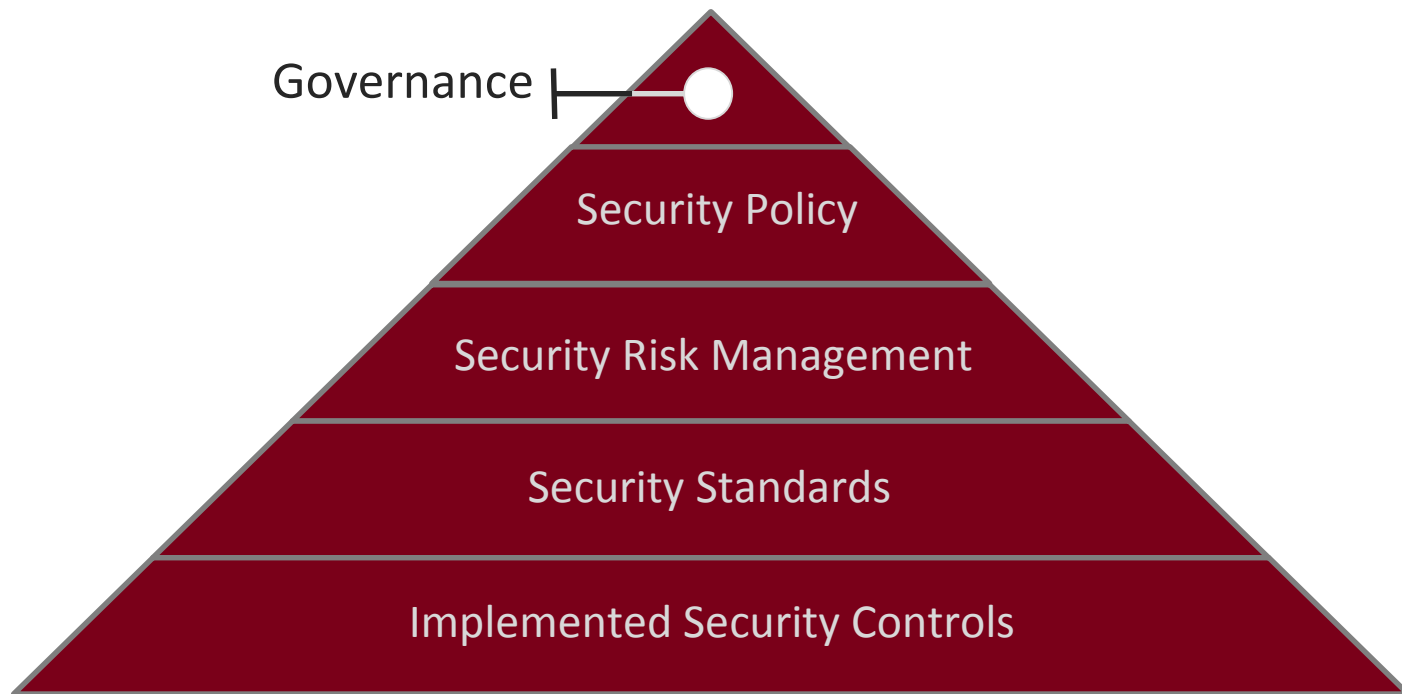 Governance
Security Policy
Security Risk Management
Security Standards
Implemented Security Controls